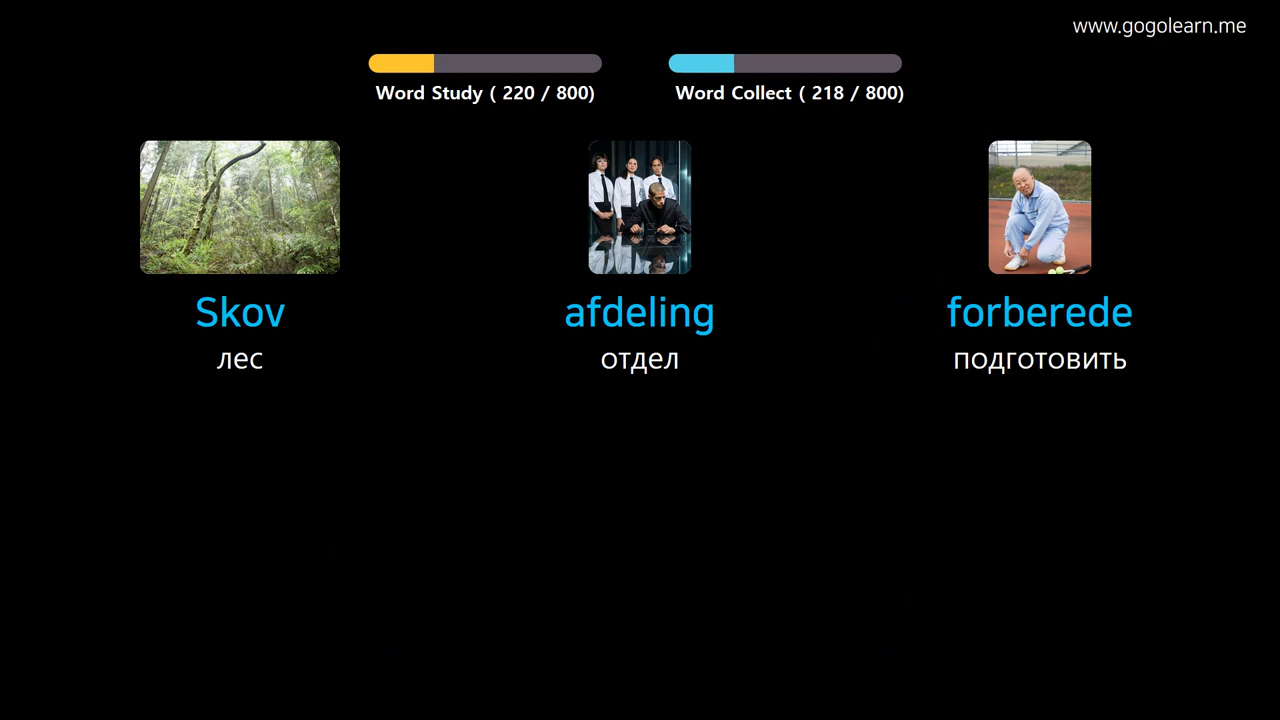 www.gogolearn.me
Word Study ( 220 / 800)
Word Collect ( 218 / 800)
Skov
afdeling
forberede
лес
отдел
подготовить